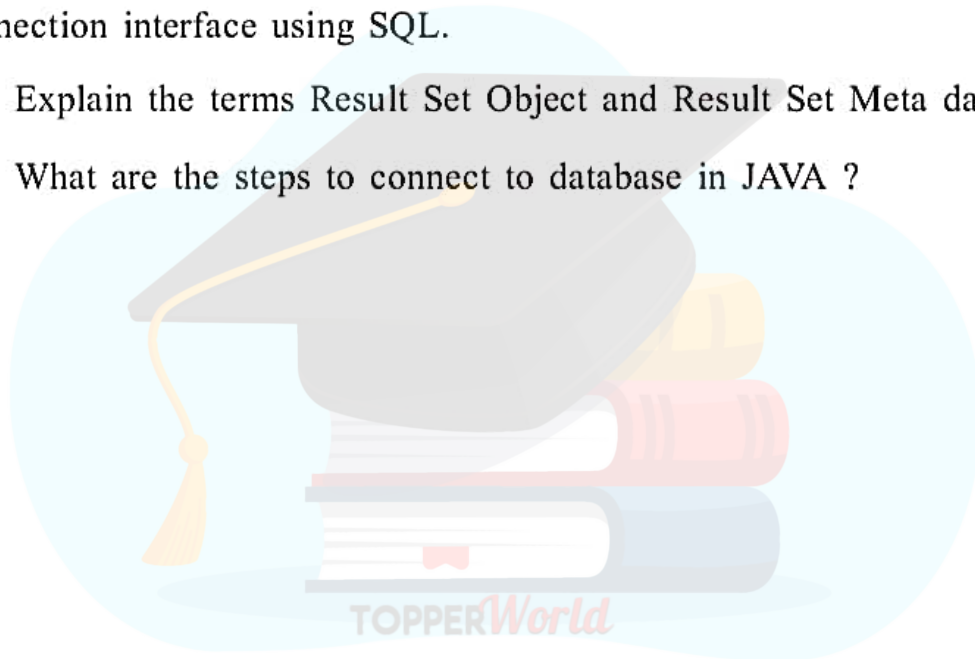 nection interface using SQL.
Explain the terms Result Set Object and Result Set Meta da
What are the steps to connect to database in JAVA ?
TOPPERWorld